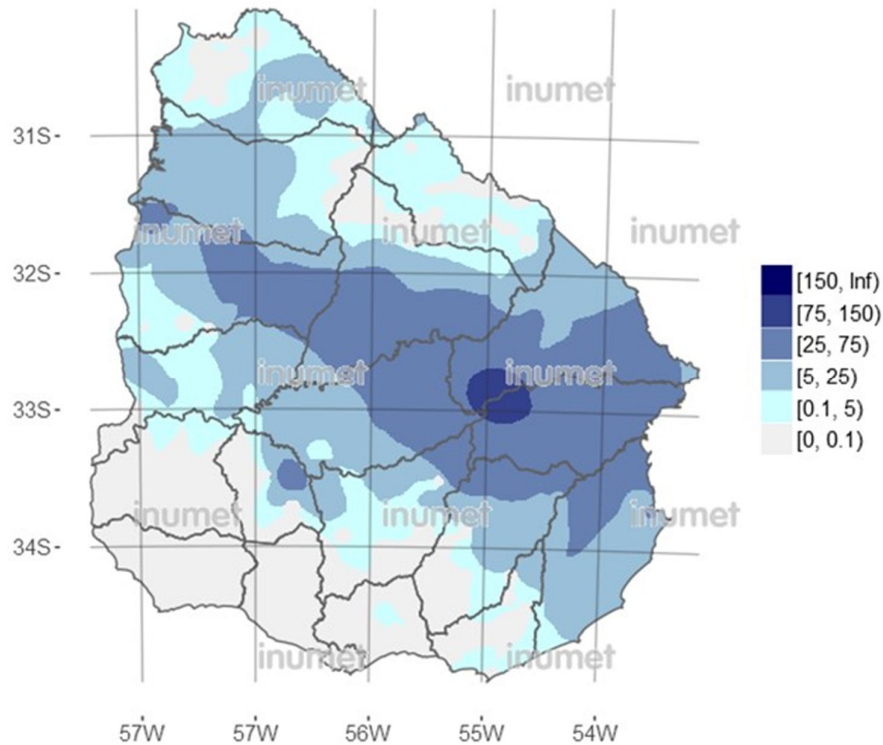 inumet inumet
31S-
inumet inumet inumet
32S-
[150, Inf)
[75, 150)
[25, 75)
[5, 25)
[0.1, 5)
[0, 0.1)
inumet inumet
33S-
inumet inumet inumet
34S-
inumet inumet
57W 57W 56W 55W 54W